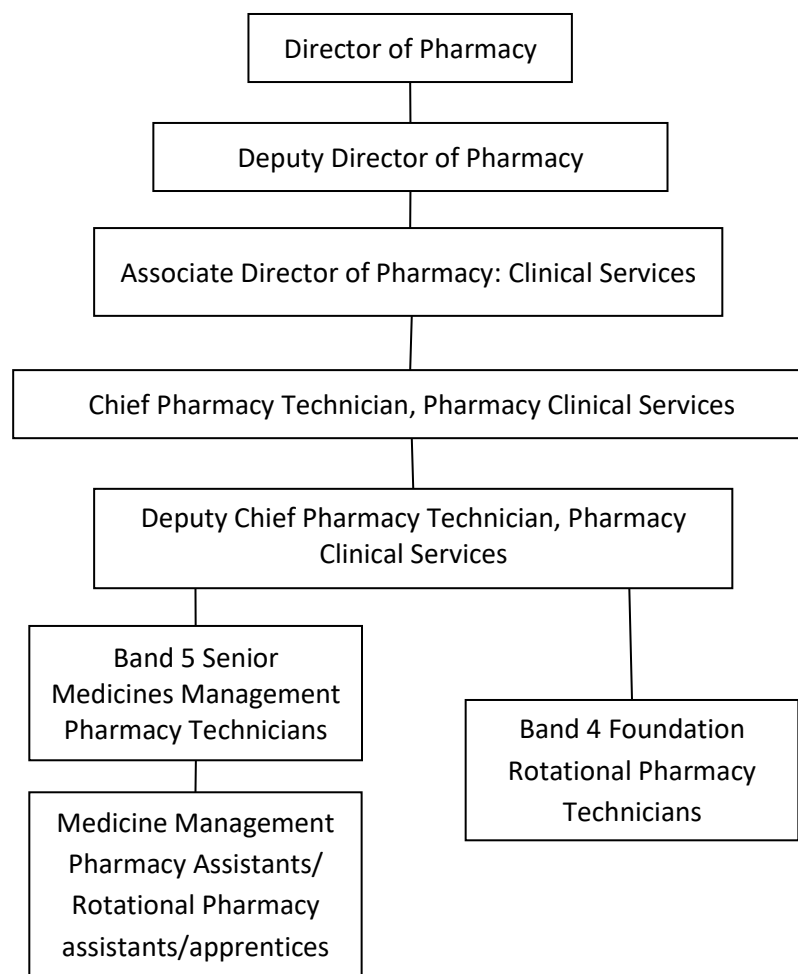 Director of Pharmacy
Deputy Director of Pharmacy
Associate Director of Pharmacy: Clinical Services
Chief Pharmacy Technician, Pharmacy Clinical Services
Deputy Chief Pharmacy Technician, Pharmacy
Clinical Services
Band 5 Senior
Medicines Management
Pharmacy Technicians
Band 4 Foundation
Rotational Pharmacy
Technicians
Medicine Management
Pharmacy Assistants/
Rotational Pharmacy
assistants/apprentices